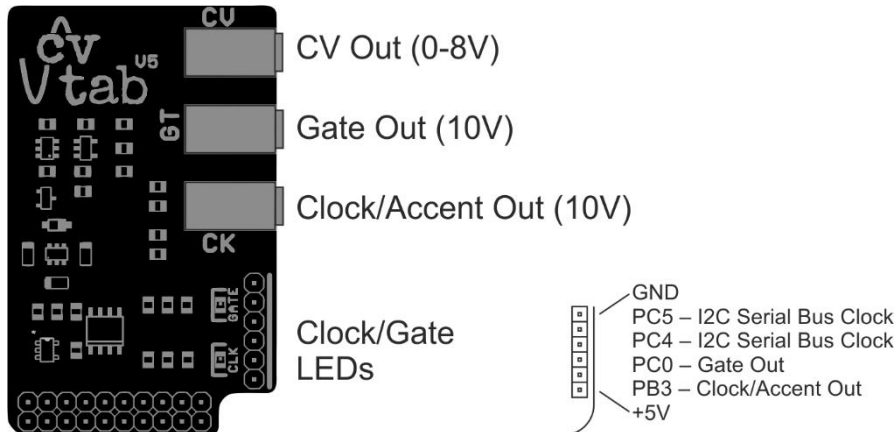 CV
ĉv
Vtab V5
CV Out (0-8V)
GT
Gate Out (10V)
Clock/Accent Out (10V)
CK
GATE
CLK
Clock/Gate
LEDs
GND
PC5 – I2C Serial Bus Clock
PC4 – I2C Serial Bus Clock
PC0 – Gate Out
PB3 – Clock/Accent Out
+5V